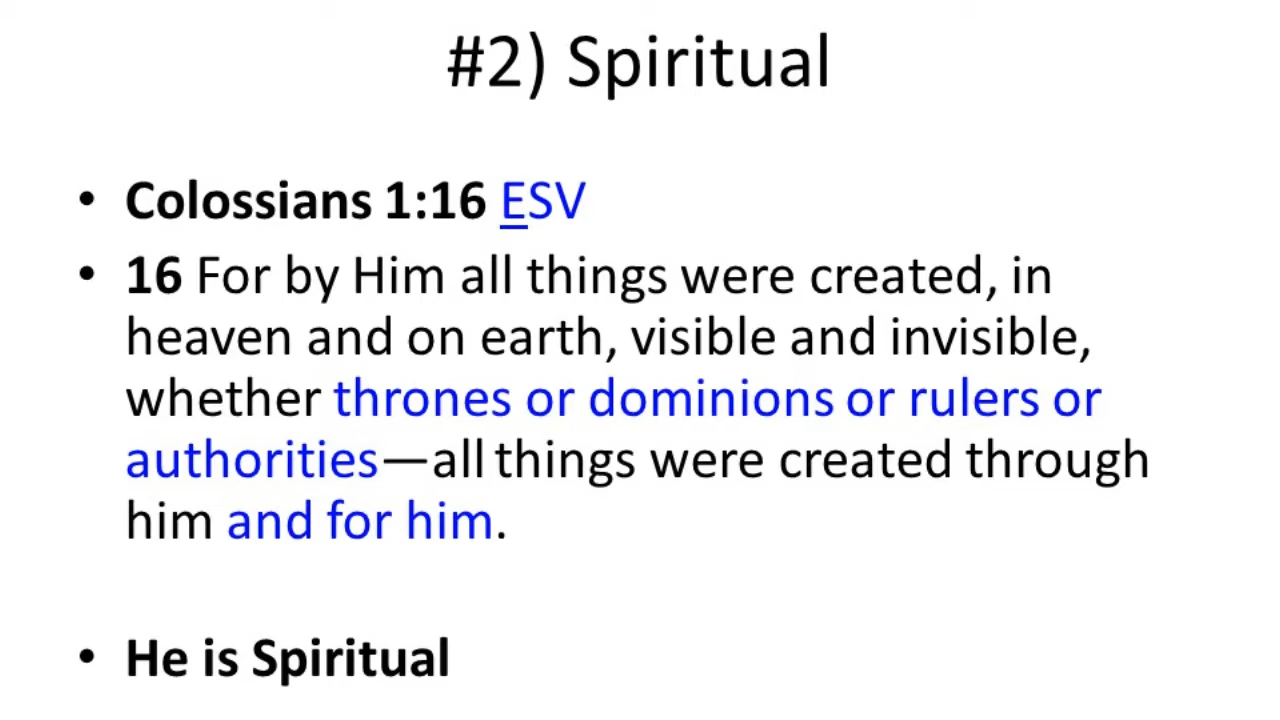 #2) Spiritual
• Colossians 1:16 ESV
• 16 For by Him all things were created, in
heaven and on earth, visible and invisible,
whether thrones or dominions or rulers or
authorities—all things were created through
him and for him.
• He is Spiritual